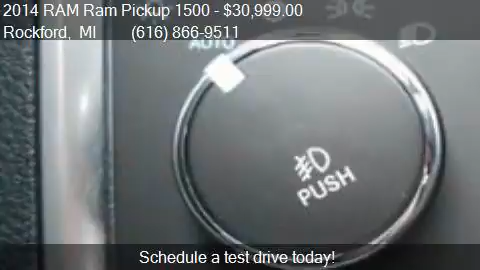 2014 RAM Ram Pickup 1500 - $30,999.00
Rockford,  MI (616) 866-9511
AUTO
PUSH
Schedule a test drive today!